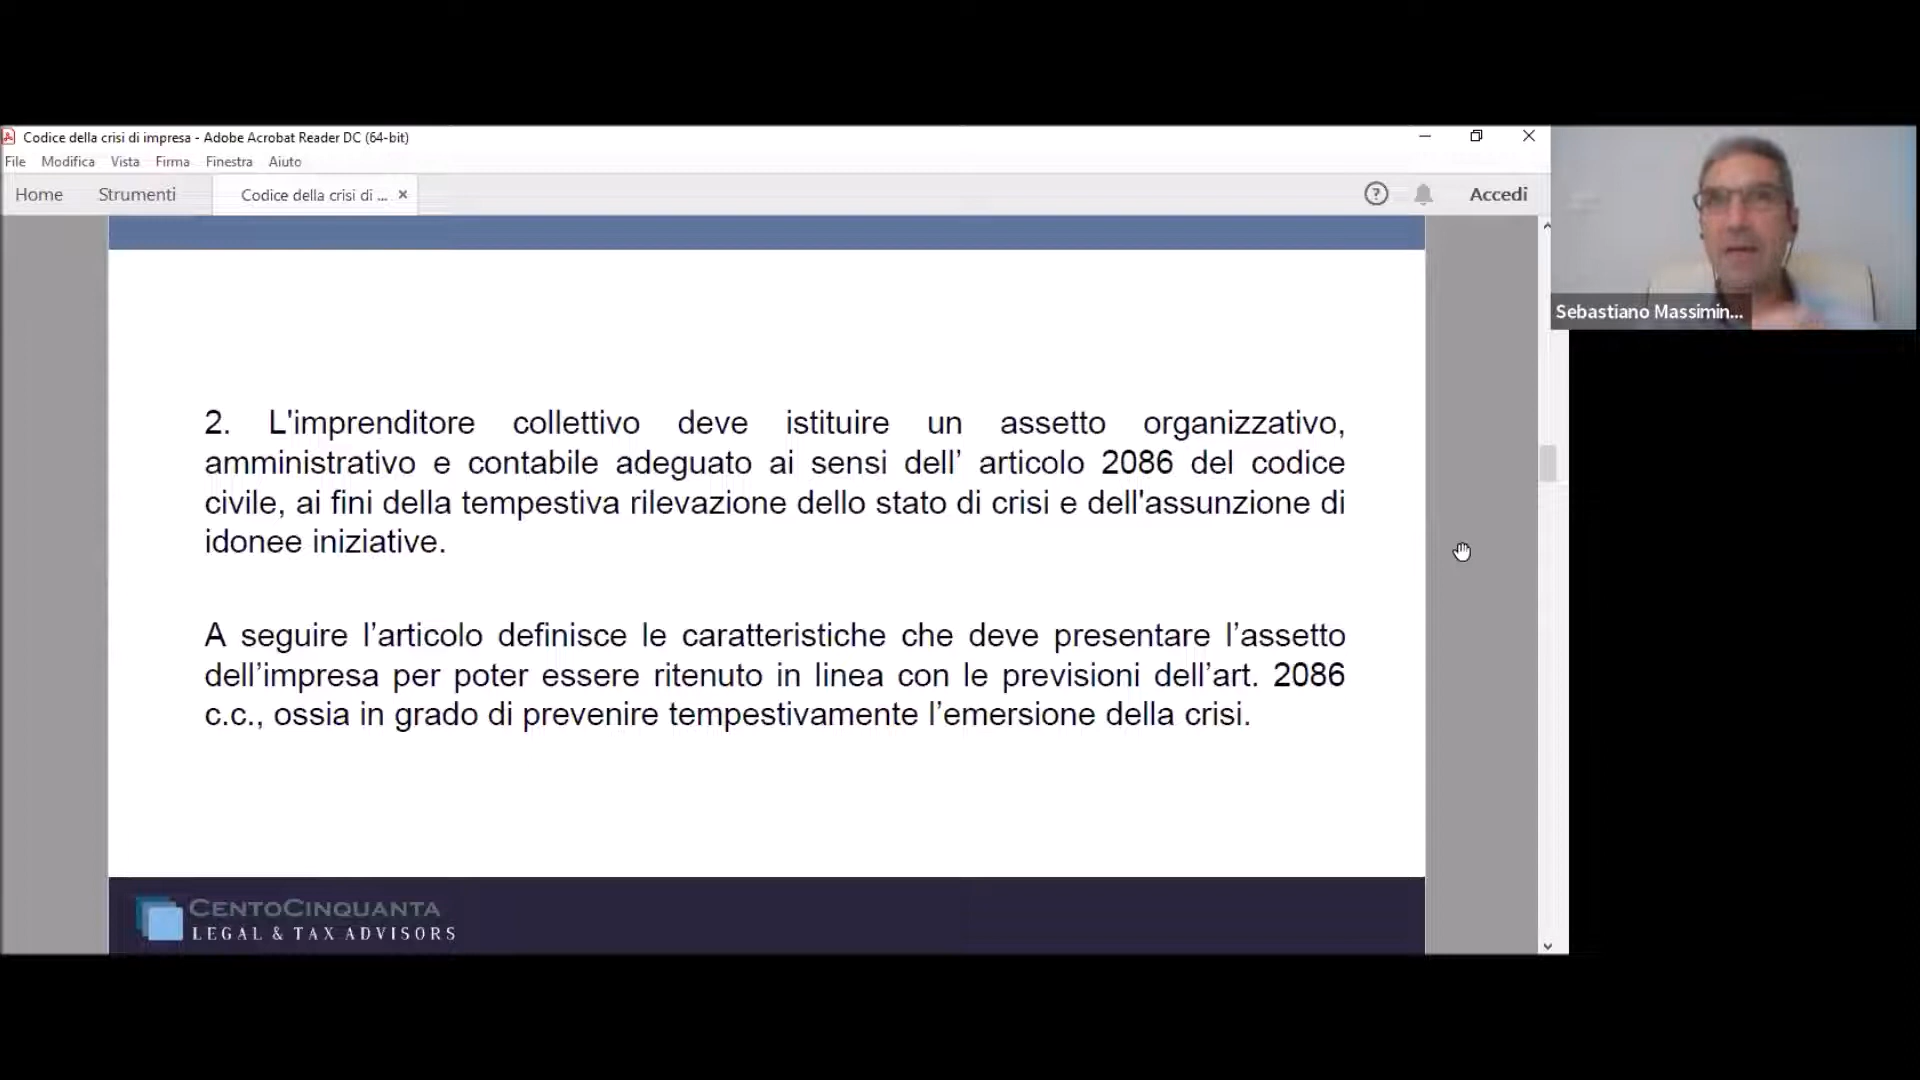 Codice della crisi di impresa - Adobe Acrobat Reader DC (64-bit)
File Modifica Vista Firma Finestra Aiuto
Home Strumenti Codice della crisi di ... × Accedi
2. L'imprenditore collettivo deve istituire un assetto organizzativo,
amministrativo e contabile adeguato ai sensi dell’ articolo 2086 del codice
civile, ai fini della tempestiva rilevazione dello stato di crisi e dell'assunzione di
idonee iniziative.
A seguire l’articolo definisce le caratteristiche che deve presentare l’assetto
dell’impresa per poter essere ritenuto in linea con le previsioni dell’art. 2086
c.c., ossia in grado di prevenire tempestivamente l’emersione della crisi.
CENTOCINQUANTA
LEGAL & TAX ADVISORS
Sebastiano Massimin...